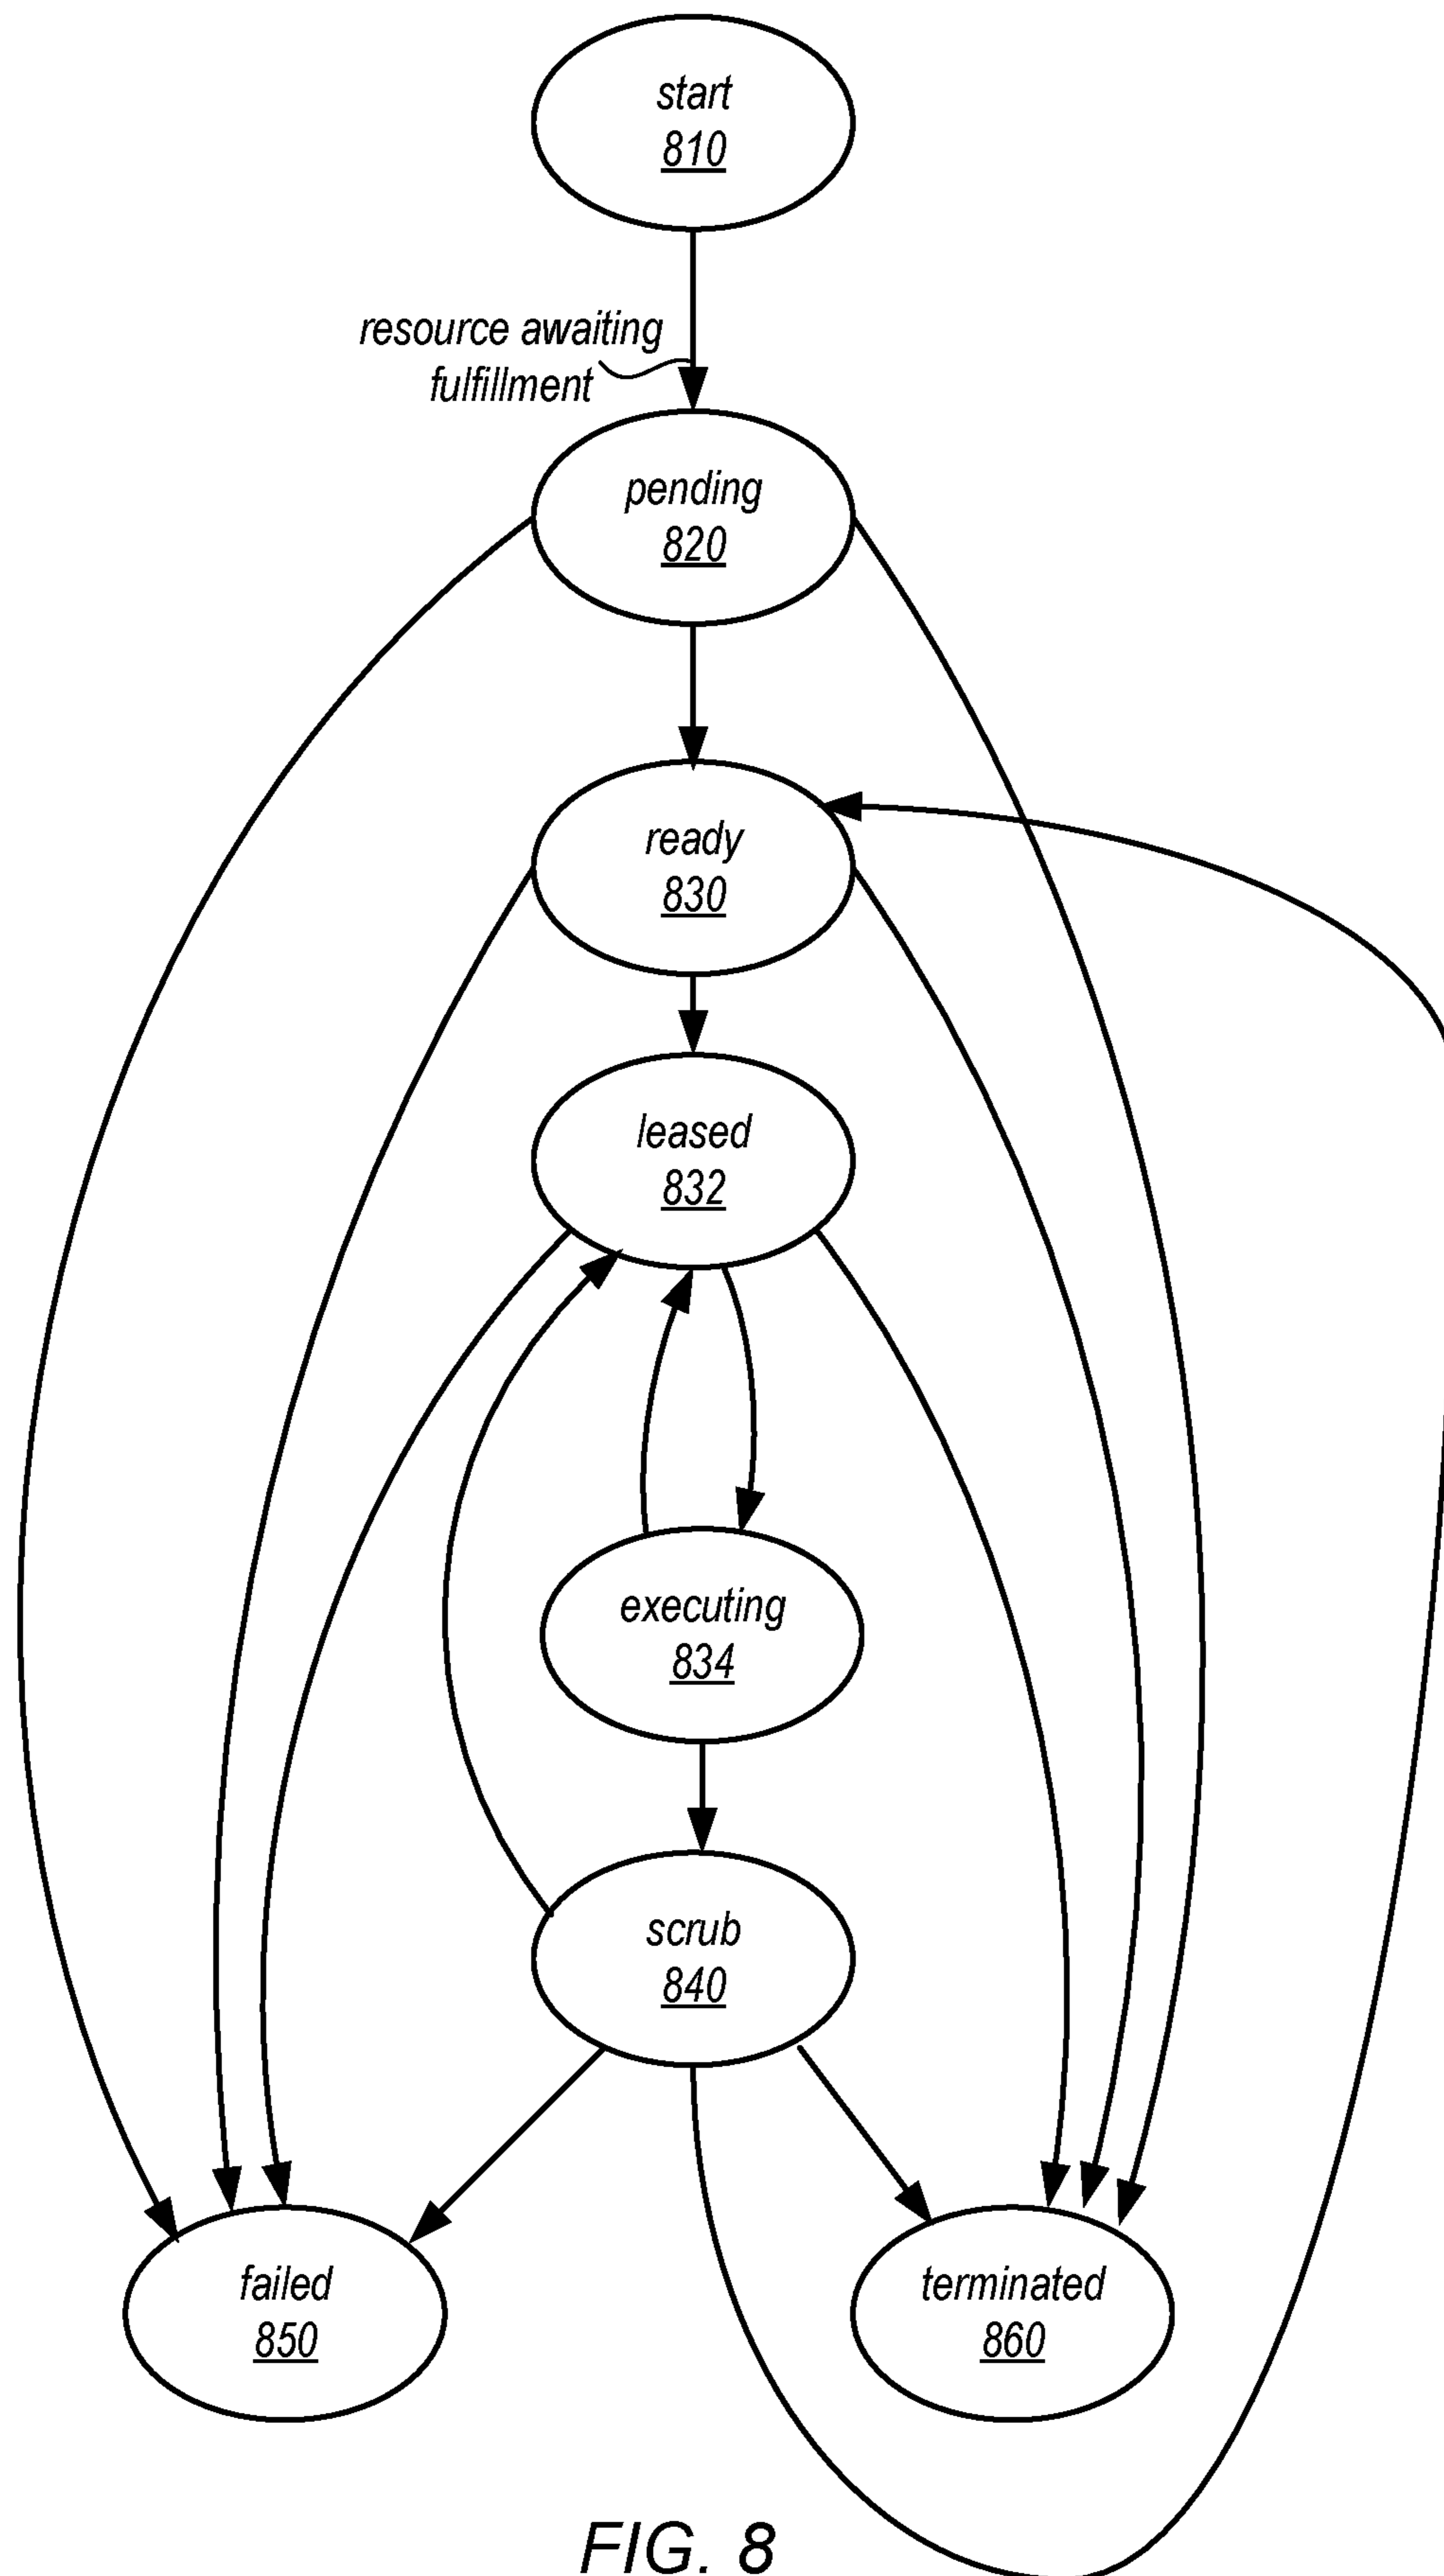 start
810
resource awaiting
fulfillment
pending
820
ready
830
leased
832
executing
834
scrub
840
failed
850
terminated
860
FIG. 8